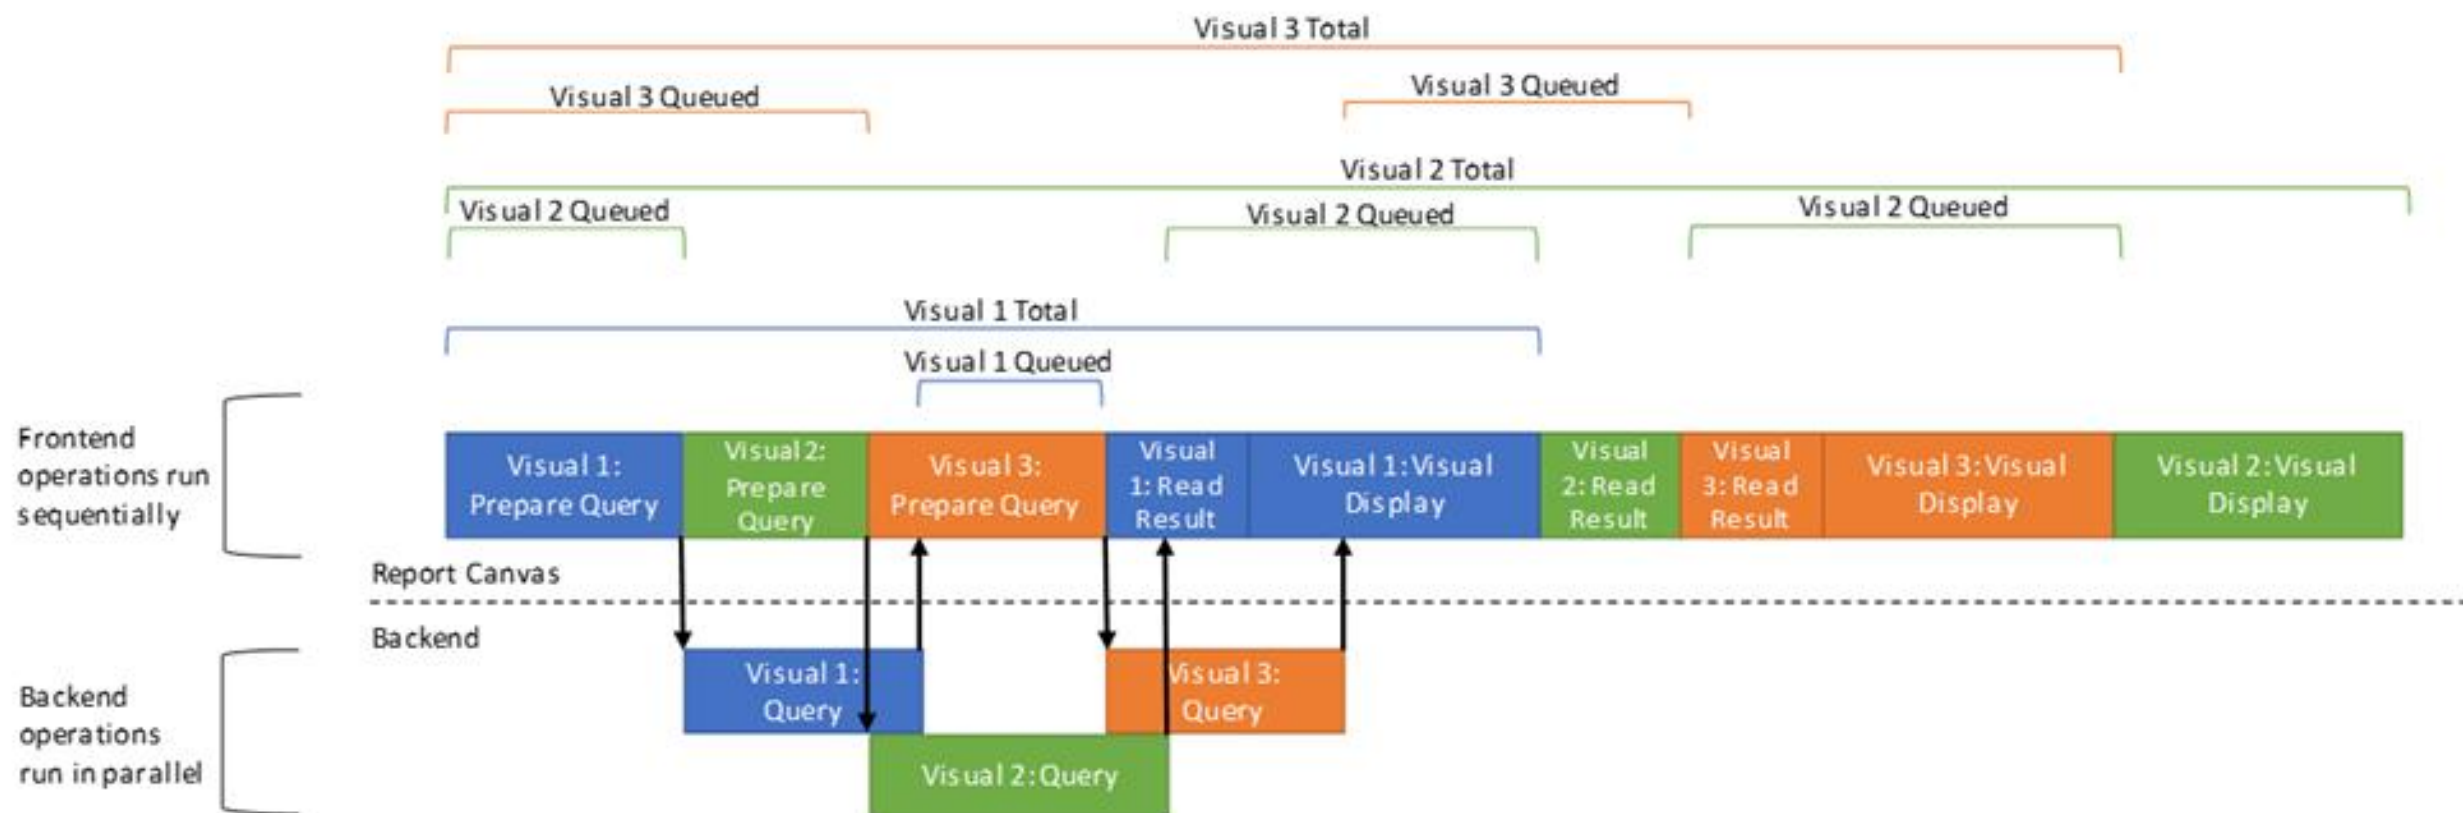 Visual 3 Total
Visual 3 Queued
Visual 3 Queued
Visual 2 Total
Visual 2 Queued
Visual 2 Queued
Visual 2 Queued
Visual 1 Total
Visual 1 Queued
Frontend
operations run
sequentially
Visual 1:
Prepare Query
Visual 2:
Prepare
Query
Visual 3:
Prepare Query
Visual
1: Read
Result
Visual 1: Visual
Display
Visual
2: Read
Result
Visual
3: Read
Result
Visual 3: Visual
Display
Visual 2: Visual
Display
Report Canvas
Backend
Backend
operations
run in parallel
Visual 1:
Query
Visual 3:
Query
Visual 2: Query